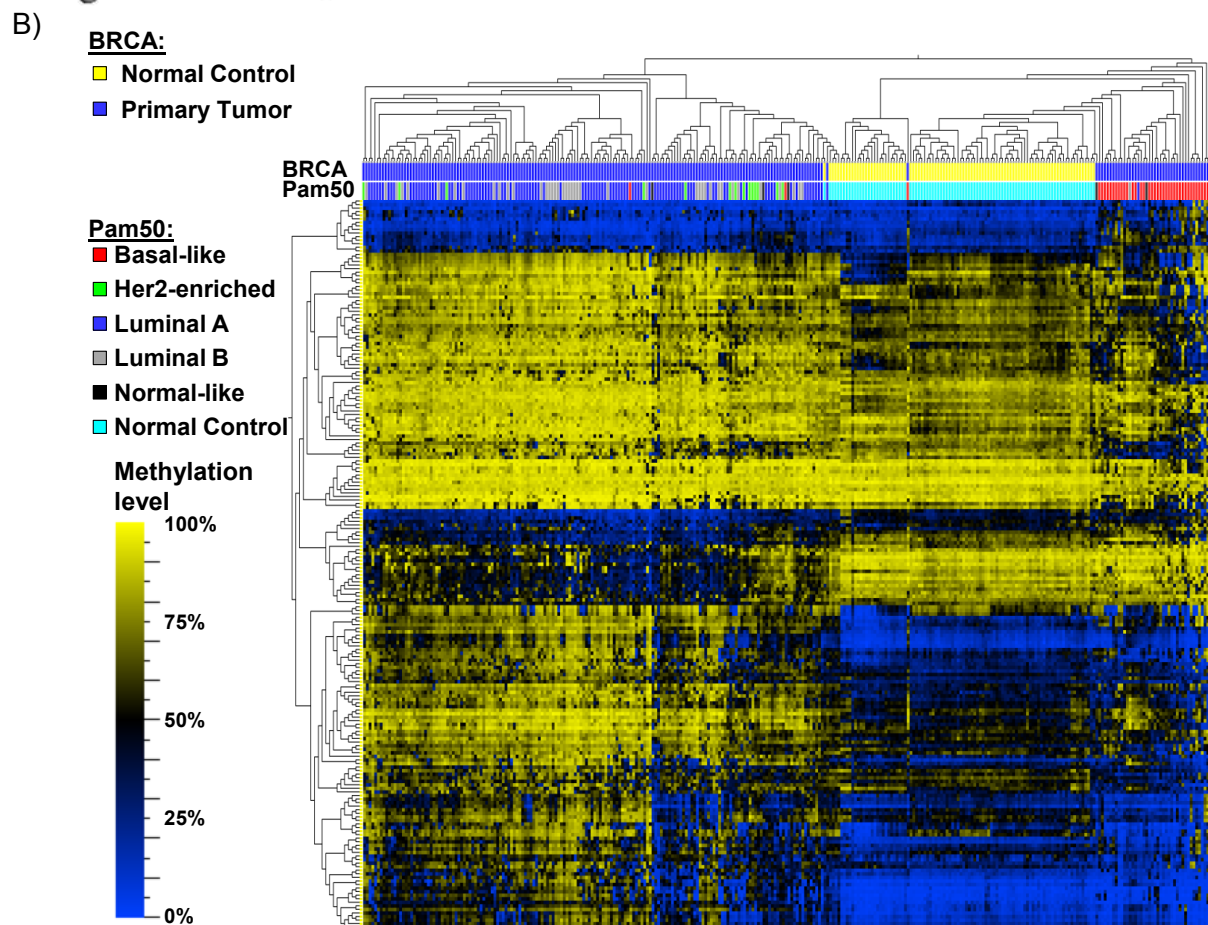 B)
BRCA:
Normal Control
Primary Tumor
BRCA
Pam50
Pam50:
Basal-like
Her2-enriched
Luminal A
Luminal B
Normal-like
Normal Control
Methylation
level
100%
75%
50%
25%
0%